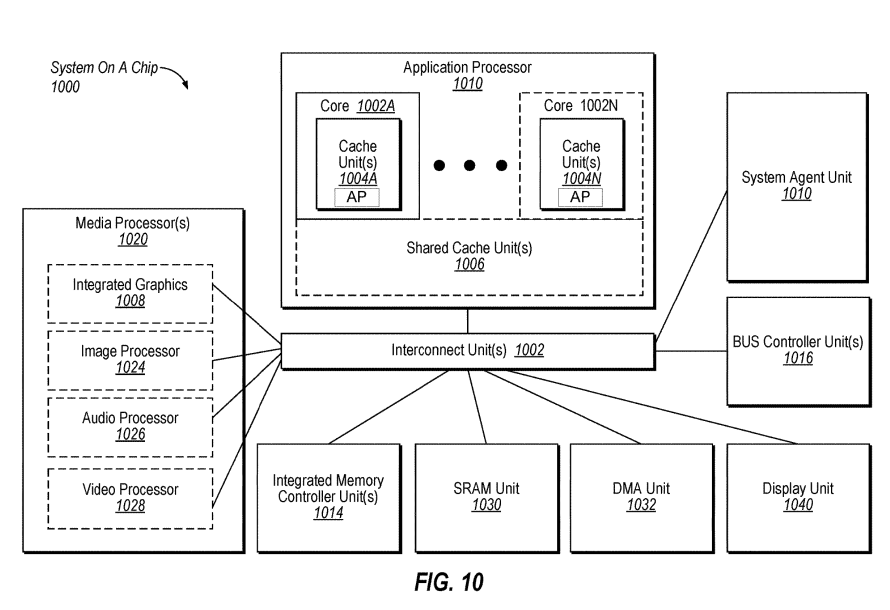 System On A Chip
1000
Application Processor
1010
Core 1002A
Cache
Unit(s)
1004A
AP
Core 1002N
Cache
Unit(s)
1004N
AP
Shared Cache Unit(s)
1006
System Agent Unit
1010
Media Processor(s)
1020
Integrated Graphics
1008
Image Processor
1024
Audio Processor
1026
Video Processor
1028
Interconnect Unit(s) 1002
BUS Controller Unit(s)
1016
Integrated Memory
Controller Unit(s)
1014
SRAM Unit
1030
DMA Unit
1032
Display Unit
1040
FIG. 10